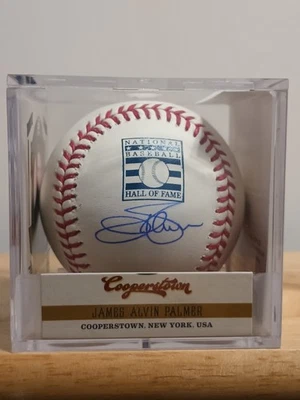 NATIONAL
BASEBALL
HALL OF FAME
Cooperstown
JAMES ALVIN PALMER
COOPERSTOWN, NEW YORK, USA